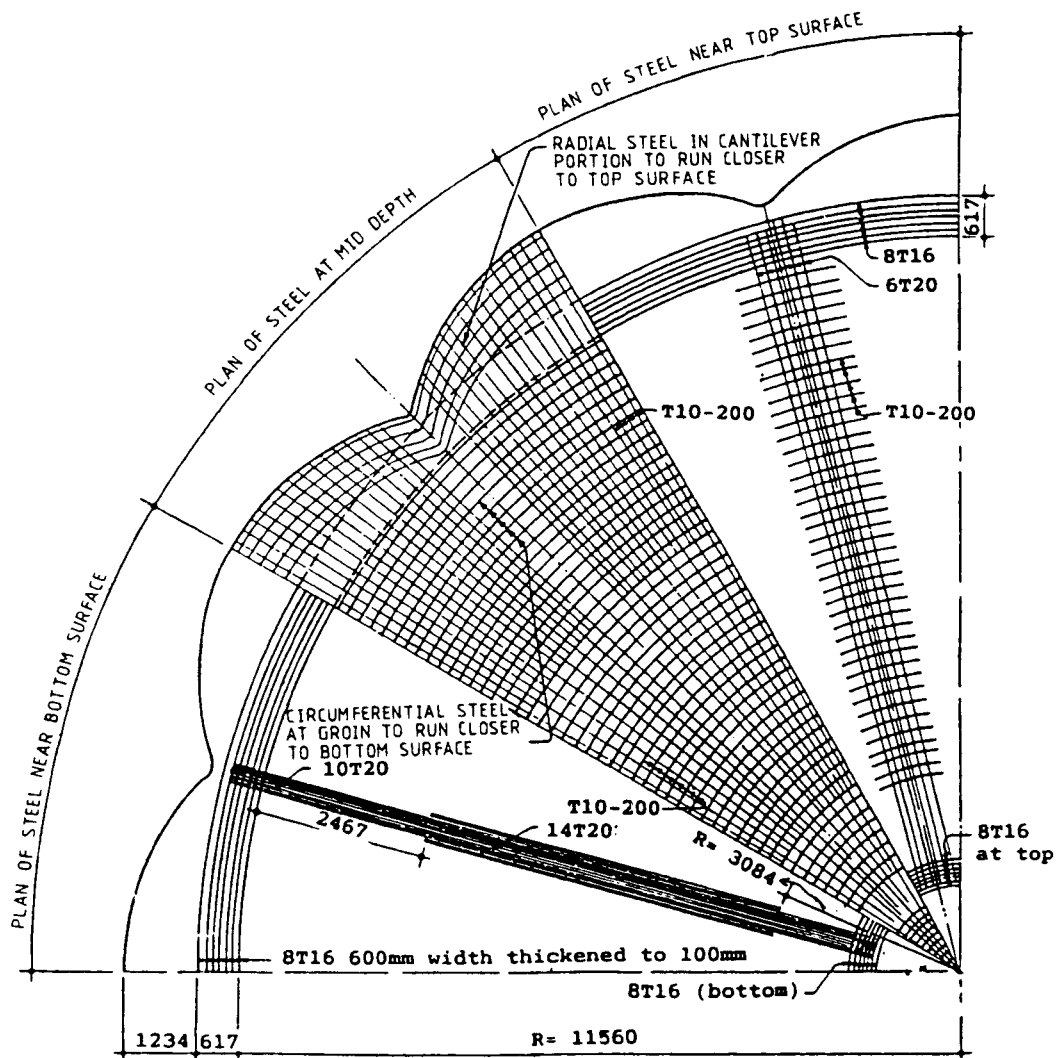 PLAN OF STEEL NEAR TOP SURFACE
PLAN OF STEEL AT MID DEPTH
PLAN OF STEEL NEAR BOTTOM SURFACE
RADIAL STEEL IN CANTILEVER
PORTION TO RUN CLOSER
TO TOP SURFACE
617
8T16
6T20
T10-200
T10-200
CIRCUMFERENTIAL STEEL
AT GROIN TO RUN CLOSER
TO BOTTOM SURFACE
10T20
T10-200
2467
14T20
R= 3084
8T16
at top
8T16 600mm width thickened to 100mm
8T16 (bottom)
1234
617
R= 11560